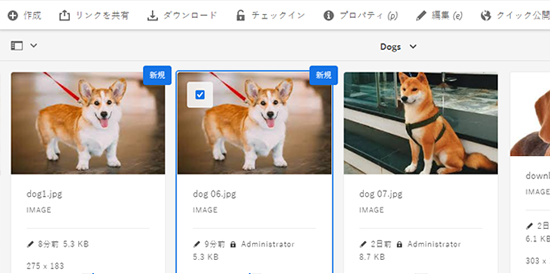 作成 リンクを共有 ダウンロード チェックイン プロパティ (p) 編集 (e) クイック公開
Dogs
新規 新規
dog1.jpg dog 06.jpg dog 07.jpg downl
IMAGE IMAGE IMAGE IMAGE
8分前 5.3 KB 9分前 Administrator 2日前 Administrator 2日
5.3 KB 8.7 KB 6.1 KB
275 x 183 303 x